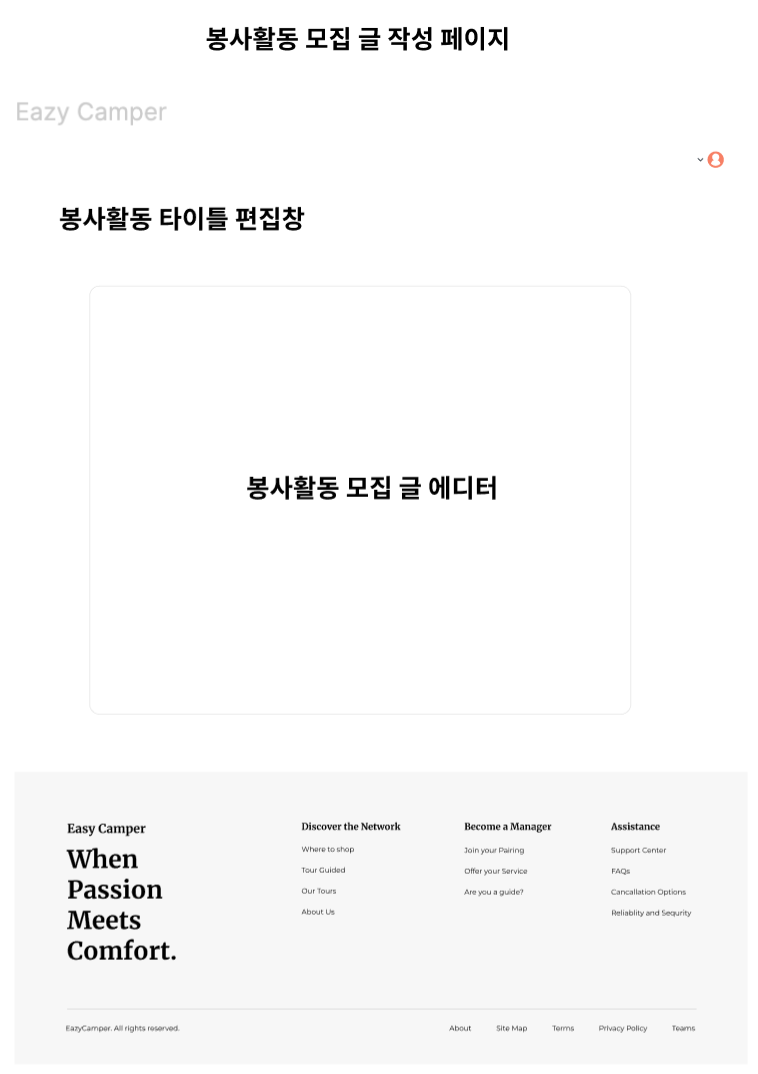 봉사활동 모집 글 작성 페이지
Eazy Camper
봉사활동 타이틀 편집창
봉사활동 모집 글 에디터
Easy Camper
When
Passion
Meets
Comfort.
Discover the Network
Where to shop
Tour Guided
Our Tours
About Us
Become a Manager
Join your Pairing
Offer your Service
Are you a guide?
Assistance
Support Center
FAQs
Cancallation Options
Reliablity and Sequrity
EazyCamper. All rights reserved.
About Site Map Terms Privacy Policy Teams